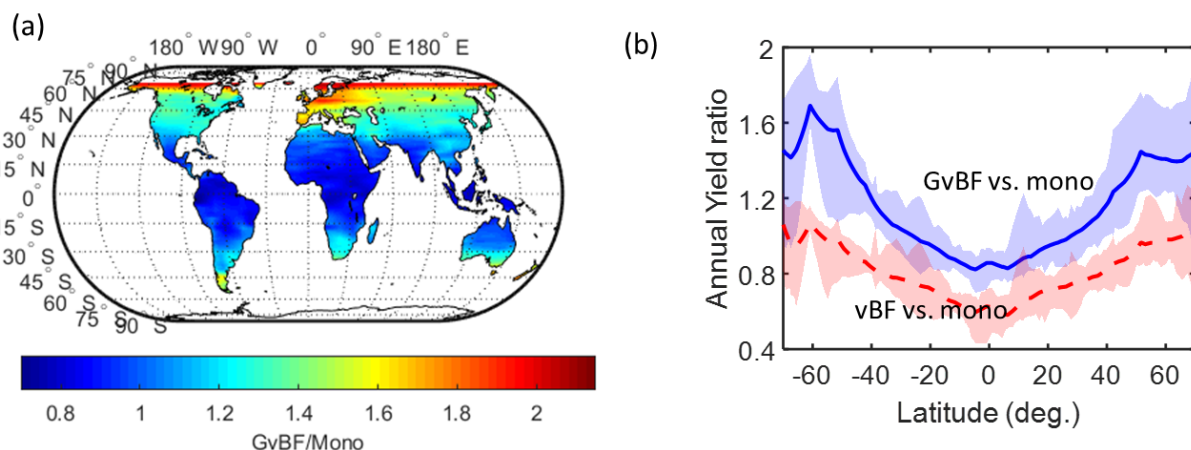 (a)
180° W 90° W 0° 90° E 180° E
90° N
75° N
60° N
45° N
30° N
15° N
0°
15° S
30° S
45° S
60° S
75° S
90° S
0.8 1 1.2 1.4 1.6 1.8 2
GvBF/Mono
(b)
Annual Yield ratio
2
1.6
1.2
0.8
0.4
GvBF vs. mono
vBF vs. mono
-60 -40 -20 0 20 40 60
Latitude (deg.)